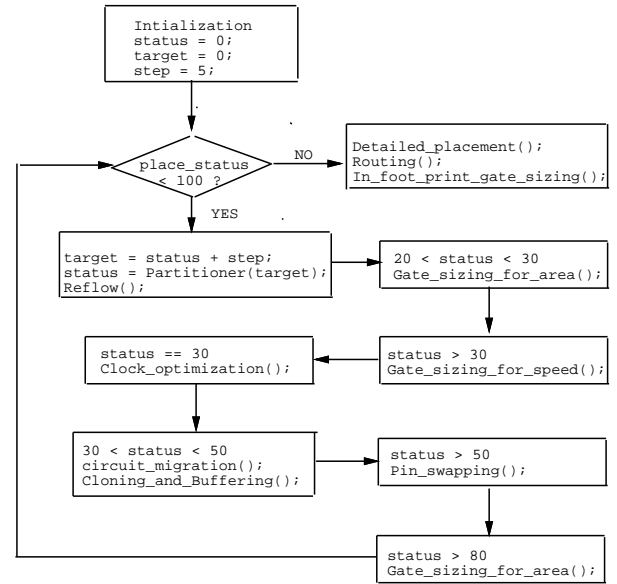 Intialization
status = 0;
target = 0;
step = 5;
place_status
< 100 ?
NO
Detailed_placement();
Routing();
In_foot_print_gate_sizing();
YES
target = status + step;
status = Partitioner(target);
Reflow();
20 < status < 30
Gate_sizing_for_area();
status > 30
Gate_sizing_for_speed();
status == 30
Clock_optimization();
30 < status < 50
circuit_migration();
Cloning_and_Buffering();
status > 50
Pin_swapping();
status > 80
Gate_sizing_for_area();